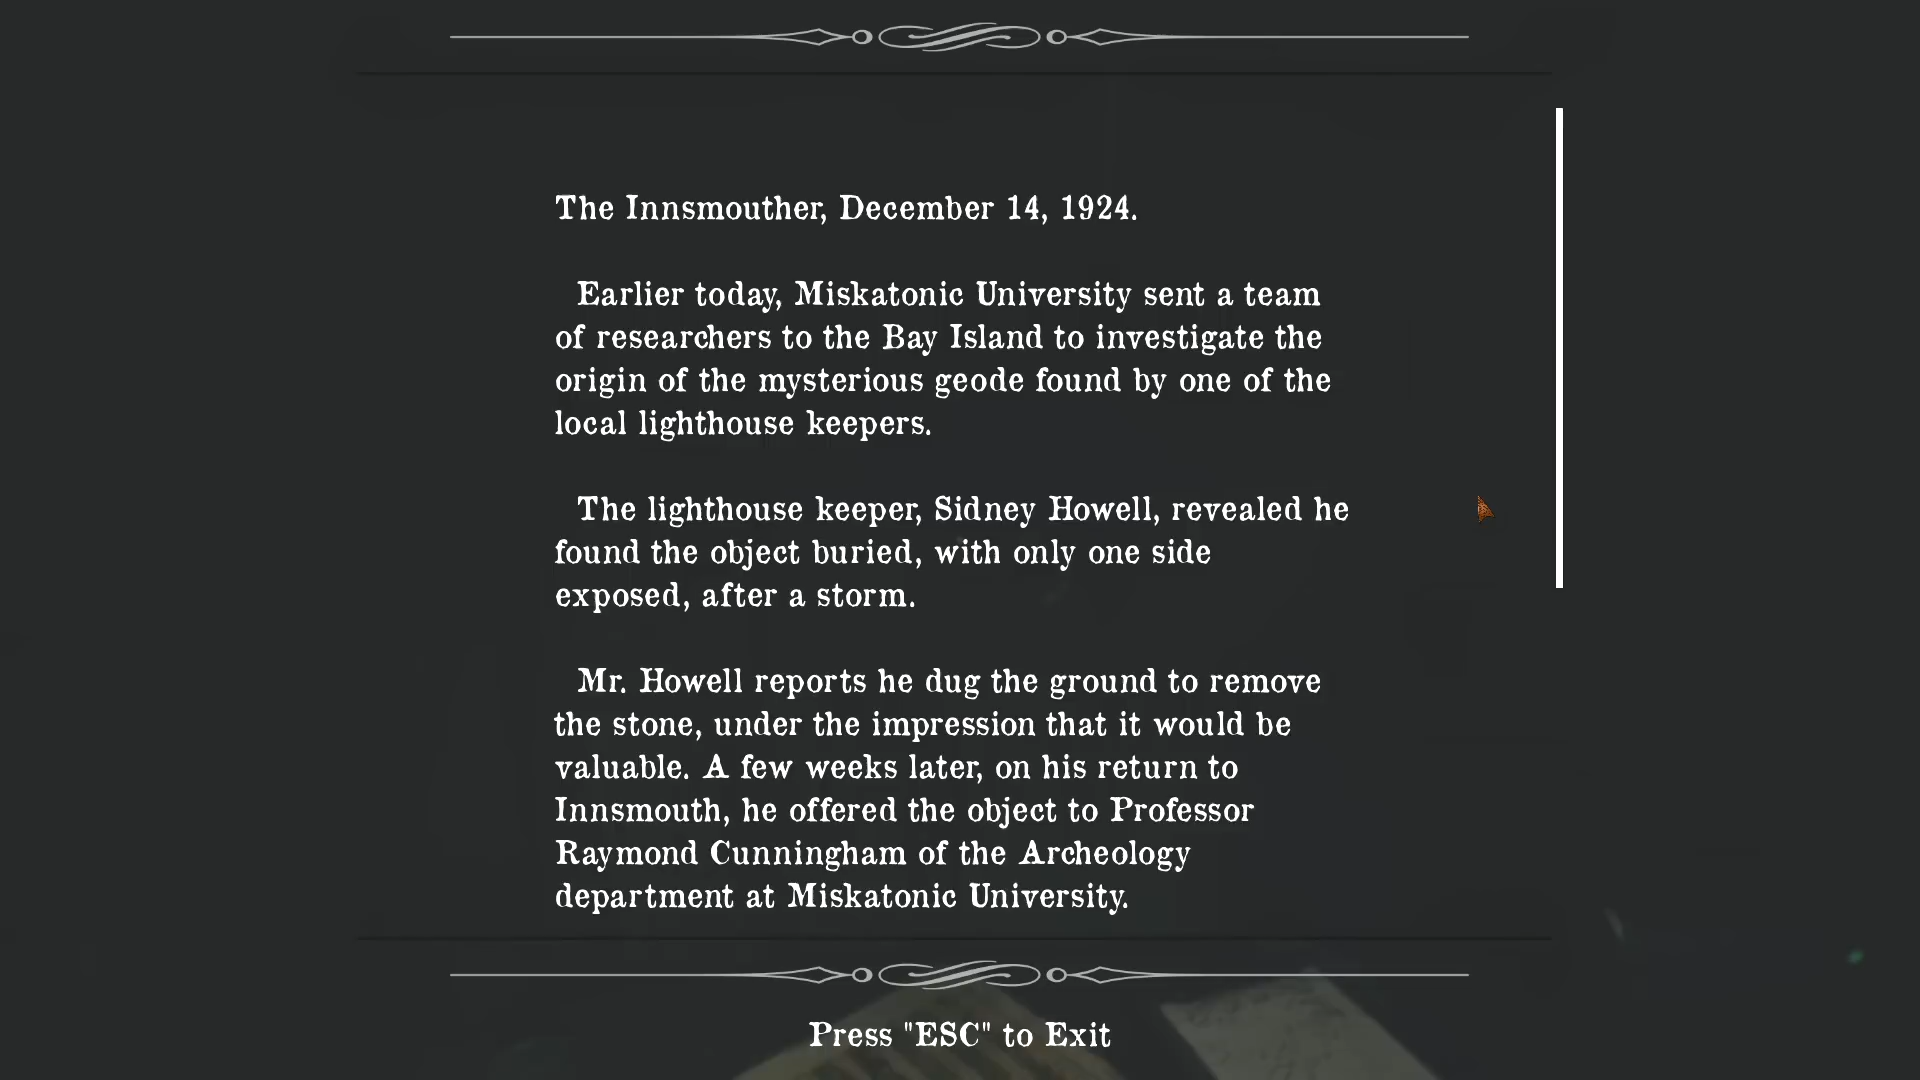 The Innsmouther, December 14, 1924.
Earlier today, Miskatonic University sent a team
of researchers to the Bay Island to investigate the
origin of the mysterious geode found by one of the
local lighthouse keepers.
The lighthouse keeper, Sidney Howell, revealed he
found the object buried, with only one side
exposed, after a storm.
Mr. Howell reports he dug the ground to remove
the stone, under the impression that it would be
valuable. A few weeks later, on his return to
Innsmouth, he offered the object to Professor
Raymond Cunningham of the Archeology
department at Miskatonic University.
Press "ESC" to Exit